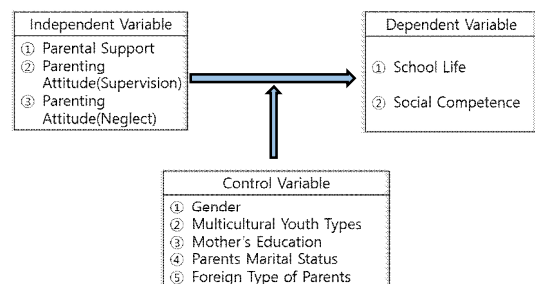 Independent Variable
① Parental Support
② Parenting
Attitude(Supervision)
③ Parenting
Attitude(Neglect)
Dependent Variable
① School Life
② Social Competence
Control Variable
① Gender
② Multicultural Youth Types
③ Mother's Education
④ Parents Marital Status
⑤ Foreign Type of Parents